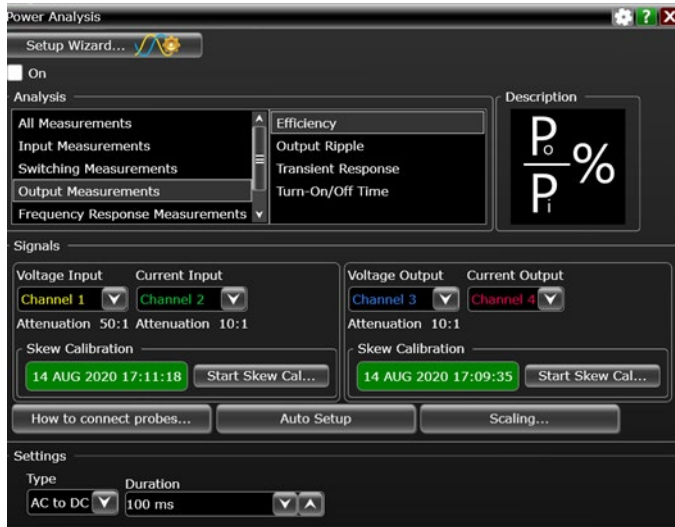 Power Analysis
?
X
Setup Wizard...
On
Analysis
All Measurements
Input Measurements
Switching Measurements
Output Measurements
Frequency Response Measurements
Efficiency
Output Ripple
Transient Response
Turn-On/Off Time
Description
Po
Pi
%
Signals
Voltage Input Current Input
Channel 1 Channel 2
Attenuation 50:1 Attenuation 10:1
Skew Calibration
14 AUG 2020 17:11:18 Start Skew Cal...
Voltage Output Current Output
Channel 3 Channel 4
Attenuation 10:1
Skew Calibration
14 AUG 2020 17:09:35 Start Skew Cal...
How to connect probes... Auto Setup Scaling...
Settings
Type Duration
AC to DC 100 ms